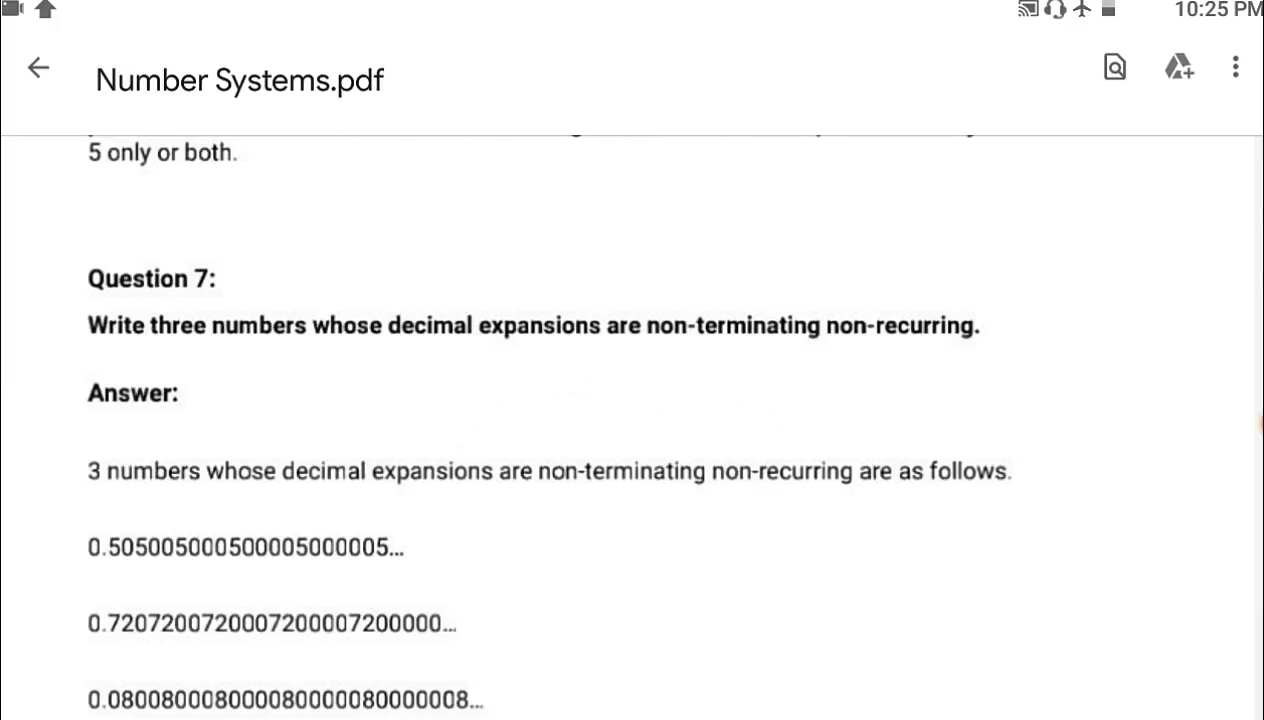 10:25 PM
Number Systems.pdf
5 only or both.
Question 7:
Write three numbers whose decimal expansions are non-terminating non-recurring.
Answer:
3 numbers whose decimal expansions are non-terminating non-recurring are as follows.
0.505005000500005000005...
0.7207200720007200007200000...
0.080080008000080000080000008...